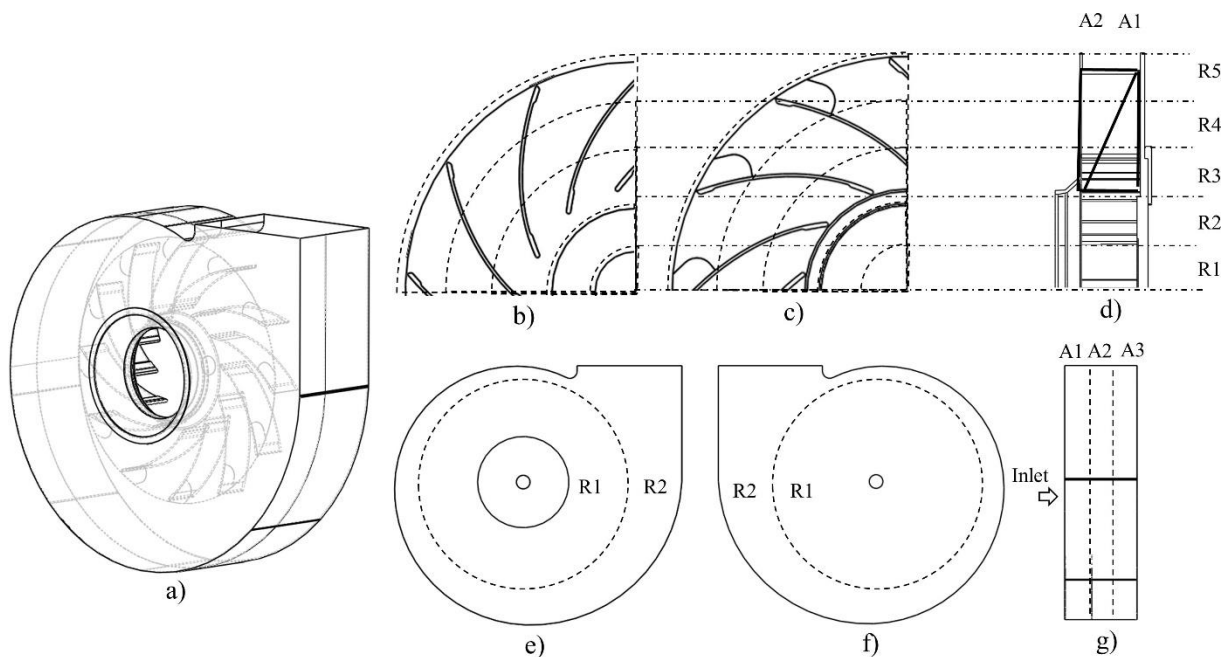 A2 A1
R5
R4
R3
R2
R1
b) c) d)
a)
A1 A2 A3
R1 R2
R2 R1
Inlet
e) f) g)